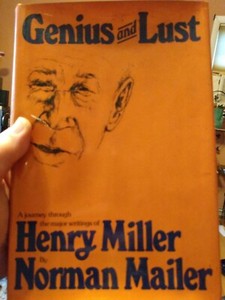 Genius and Lust
A journey through
the major writings of
Henry Miller
By
Norman Mailer